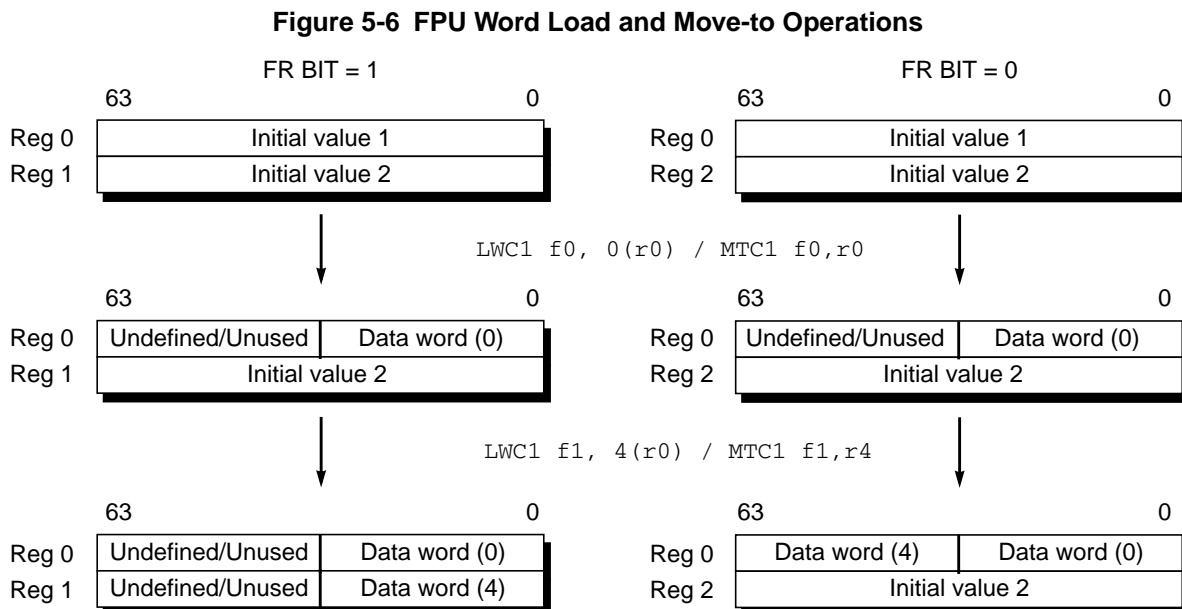 Figure 5-6 FPU Word Load and Move-to Operations
FR BIT = 1 FR BIT = 0
63 0 63 0
Reg 0 Initial value 1 Reg 0 Initial value 1
Reg 1 Initial value 2 Reg 2 Initial value 2
LWC1 f0, 0(r0) / MTC1 f0,r0
63 0 63 0
Reg 0 Undefined/Unused Data word (0) Reg 0 Undefined/Unused Data word (0)
Reg 1 Initial value 2 Reg 2 Initial value 2
LWC1 f1, 4(r0) / MTC1 f1,r4
63 0 63 0
Reg 0 Undefined/Unused Data word (0) Reg 0 Data word (4) Data word (0)
Reg 1 Undefined/Unused Data word (4) Reg 2 Initial value 2